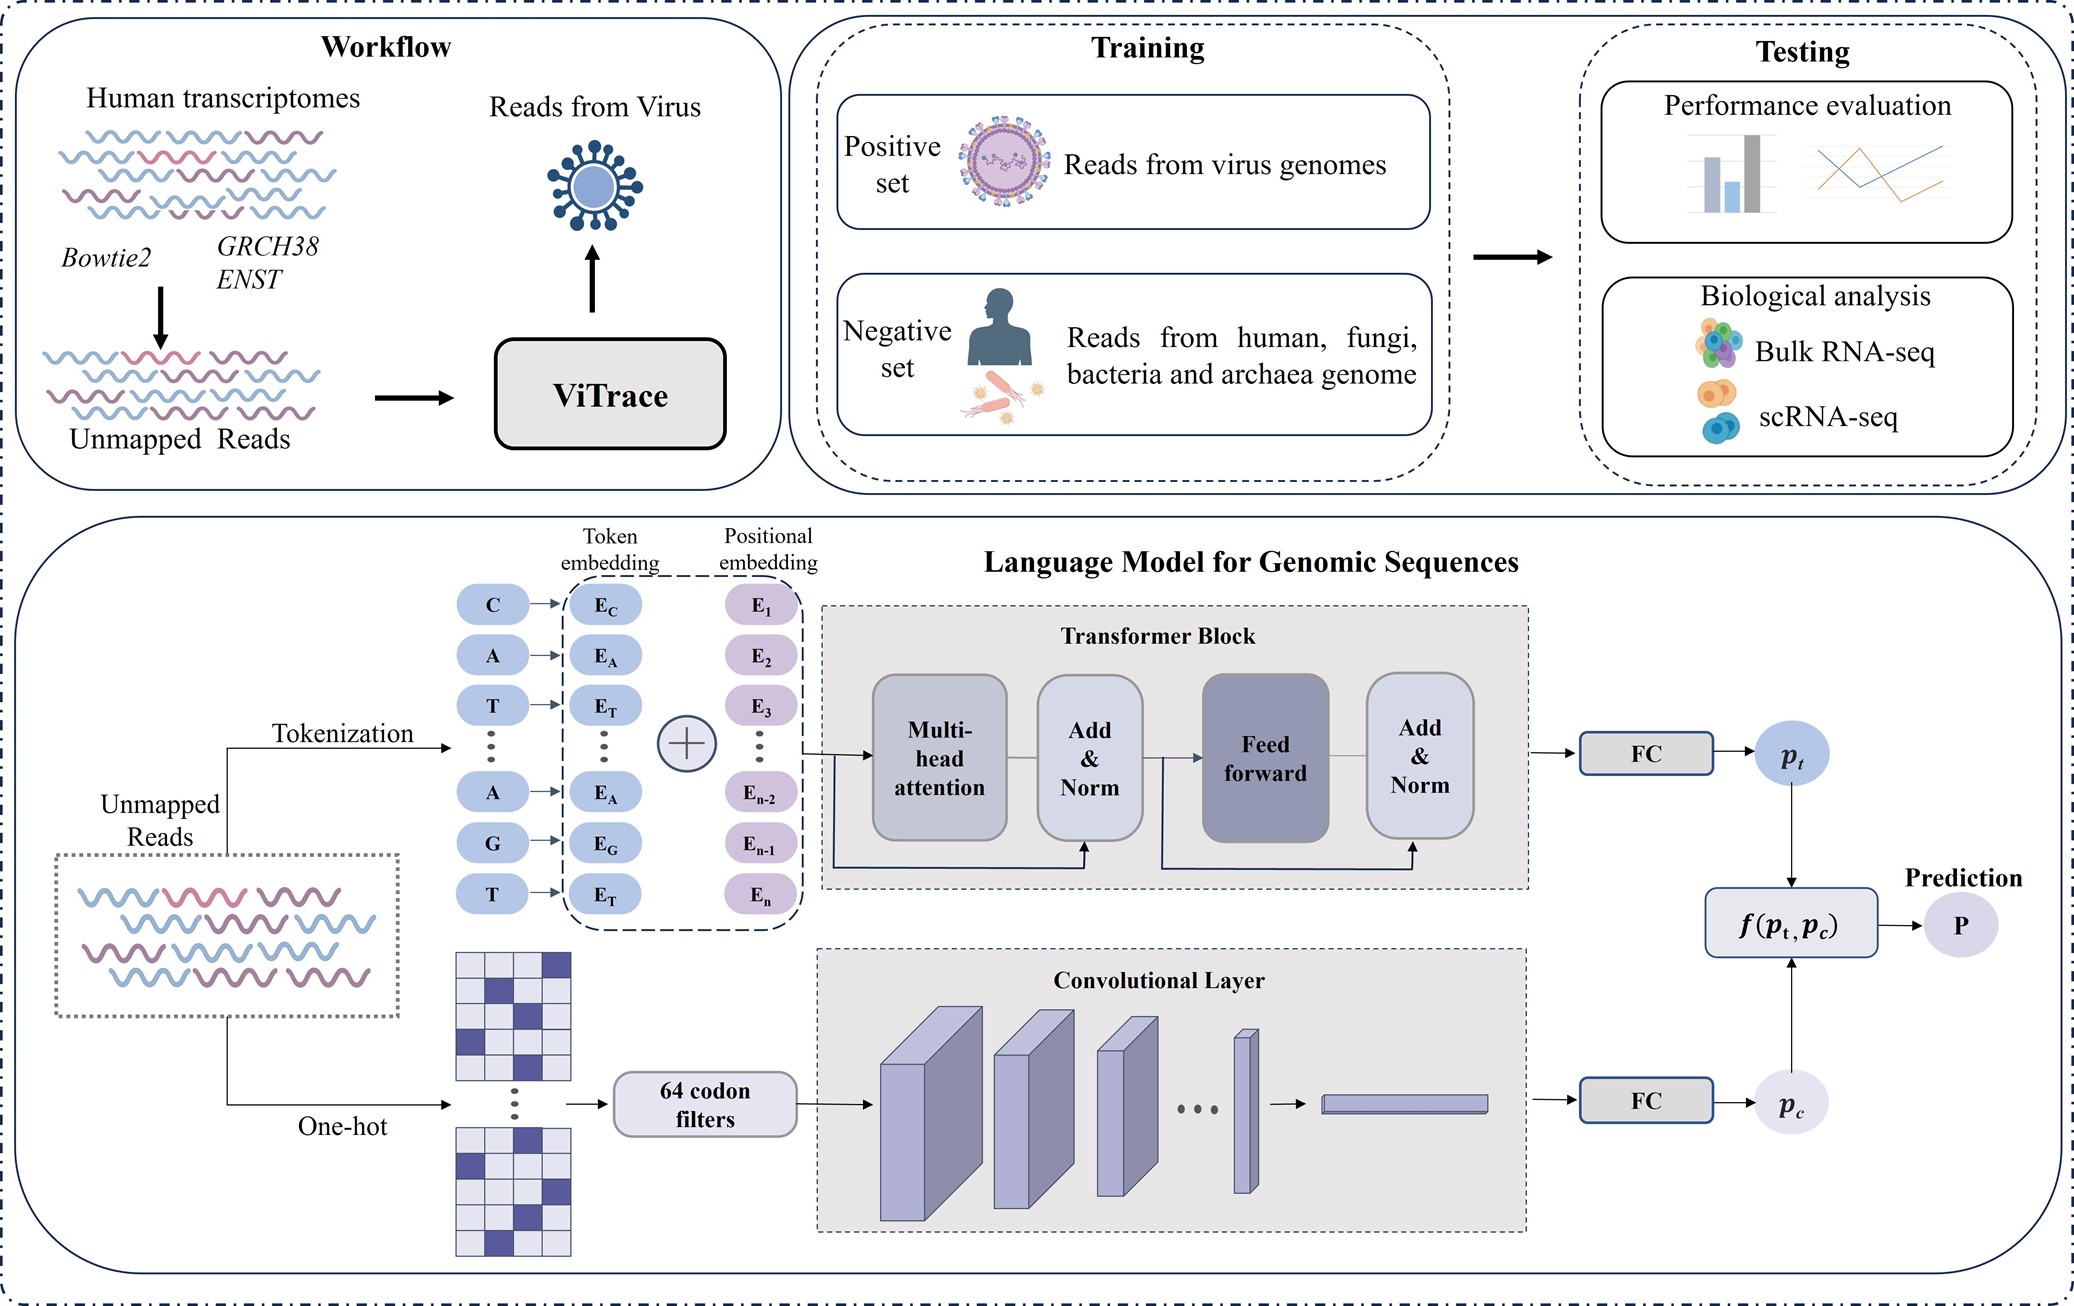 Workflow
Human transcriptomes
Bowtie2
GRCH38
ENST
Unmapped Reads
Reads from Virus
ViTrace
Training
Positive
set
Reads from virus genomes
Negative
set
Reads from human, fungi,
bacteria and archaea genome
Testing
Performance evaluation
Biological analysis
Bulk RNA-seq
scRNA-seq
Language Model for Genomic Sequences
Unmapped
Reads
Tokenization
One-hot
Token
embedding
Positional
embedding
C E_C E_1
A E_A E_2
T E_T E_3
A E_A E_{n-2}
G E_G E_{n-1}
T E_T E_n
Transformer Block
Multi-
head
attention
Add
&
Norm
Feed
forward
Add
&
Norm
FC
p_t
64 codon
filters
Convolutional Layer
FC
p_c
f(p_t, p_c)
Prediction
P